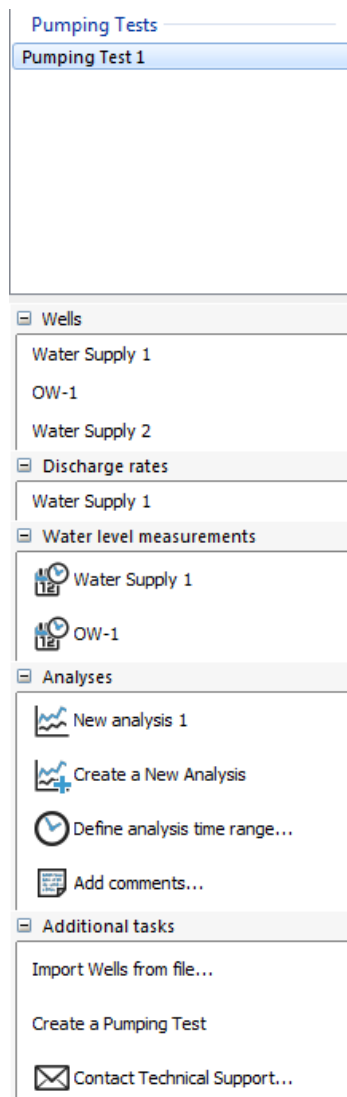 Pumping Tests
Pumping Test 1
Wells
Water Supply 1
OW-1
Water Supply 2
Discharge rates
Water Supply 1
Water level measurements
12 Water Supply 1
12 OW-1
Analyses
New analysis 1
Create a New Analysis
Define analysis time range...
Add comments...
Additional tasks
Import Wells from file...
Create a Pumping Test
Contact Technical Support...